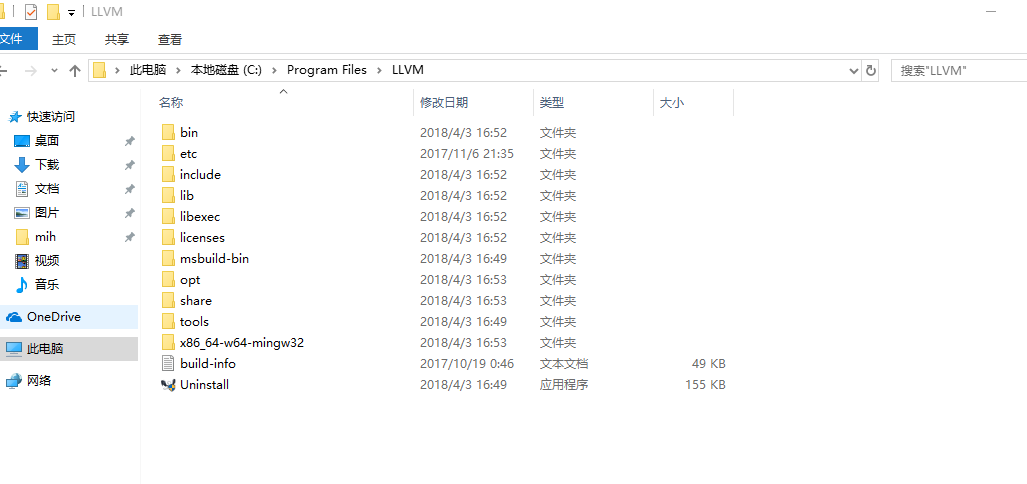 LLVM
文件 主页 共享 查看
此电脑 本地磁盘 (C:) Program Files LLVM 搜索"LLVM"
名称 修改日期 类型 大小
快速访问
桌面
下载
文档
图片
mih
视频
音乐
OneDrive
此电脑
网络
bin 2018/4/3 16:52 文件夹
etc 2017/11/6 21:35 文件夹
include 2018/4/3 16:52 文件夹
lib 2018/4/3 16:52 文件夹
libexec 2018/4/3 16:52 文件夹
licenses 2018/4/3 16:52 文件夹
msbuild-bin 2018/4/3 16:49 文件夹
opt 2018/4/3 16:53 文件夹
share 2018/4/3 16:53 文件夹
tools 2018/4/3 16:49 文件夹
x86_64-w64-mingw32 2018/4/3 16:53 文件夹
build-info 2017/10/19 0:46 文本文档 49 KB
Uninstall 2018/4/3 16:49 应用程序 155 KB